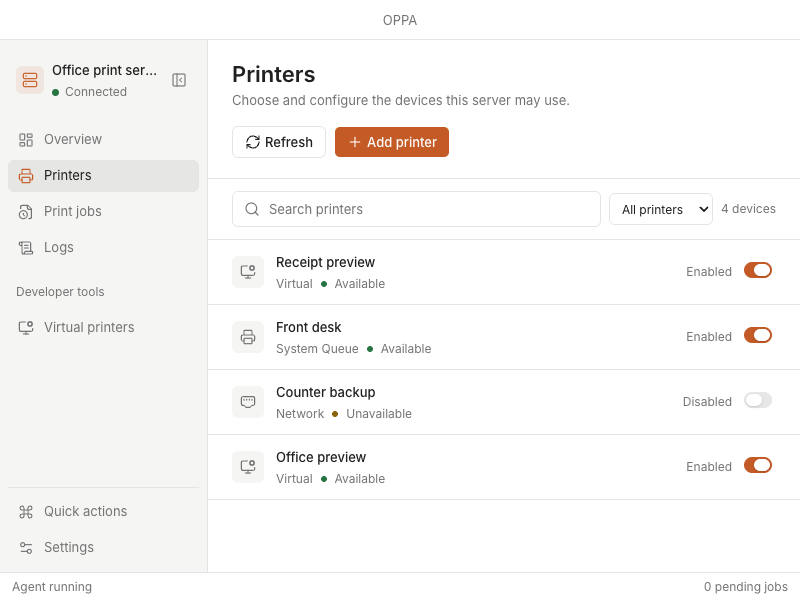 OPPA
Office print ser...
Connected
Overview
Printers
Print jobs
Logs
Developer tools
Virtual printers
Quick actions
Settings
Printers
Choose and configure the devices this server may use.
Refresh
Add printer
Search printers
All printers
4 devices
Receipt preview
Virtual Available
Enabled
Front desk
System Queue Available
Enabled
Counter backup
Network Unavailable
Disabled
Office preview
Virtual Available
Enabled
Agent running
0 pending jobs